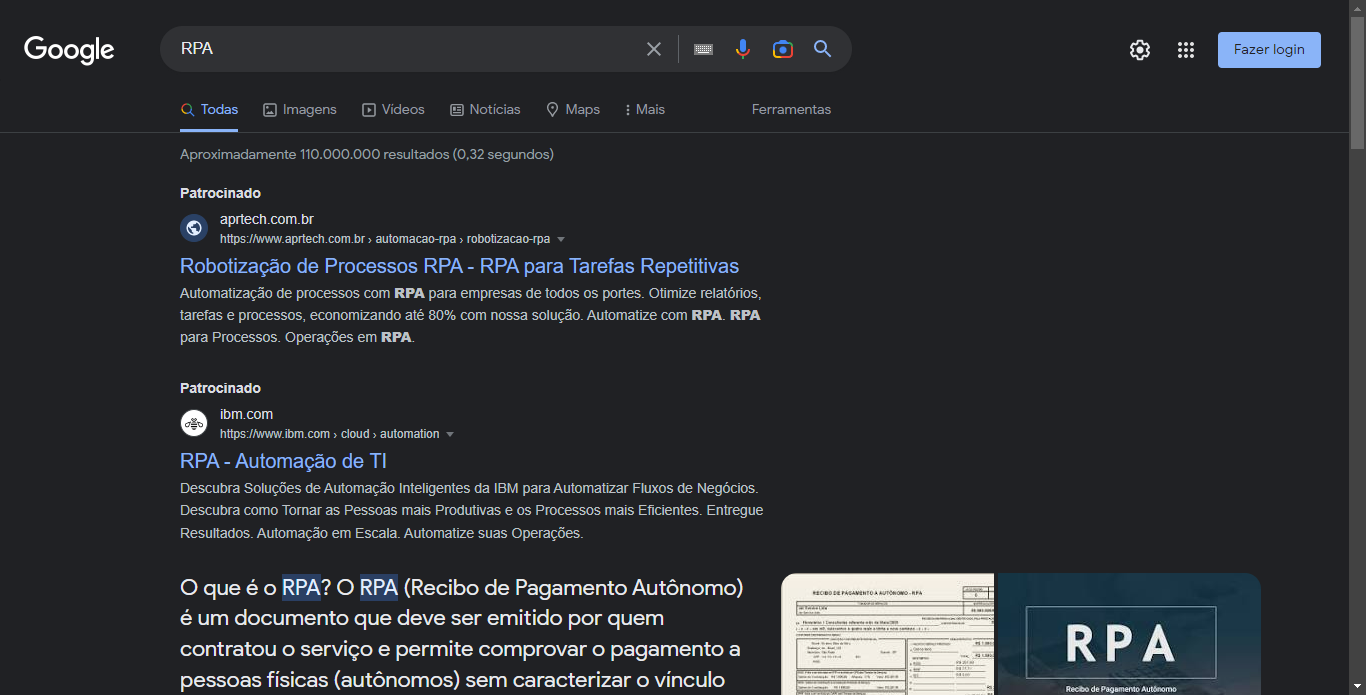 Google
RPA
Fazer login
Todas
Imagens
Vídeos
Notícias
Maps
Mais
Ferramentas
Aproximadamente 110.000.000 resultados (0,32 segundos)
Patrocinado
aprtech.com.br
https://www.aprtech.com.br › automacao-rpa › robotizacao-rpa
Robotização de Processos RPA - RPA para Tarefas Repetitivas
Automatização de processos com RPA para empresas de todos os portes. Otimize relatórios,
tarefas e processos, economizando até 80% com nossa solução. Automatize com RPA. RPA
para Processos. Operações em RPA.
Patrocinado
ibm.com
https://www.ibm.com › cloud › automation
RPA - Automação de TI
Descubra Soluções de Automação Inteligentes da IBM para Automatizar Fluxos de Negócios.
Descubra como Tornar as Pessoas mais Produtivas e os Processos mais Eficientes. Entregue
Resultados. Automação em Escala. Automatize suas Operações.
O que é o RPA? O RPA (Recibo de Pagamento Autônomo)
é um documento que deve ser emitido por quem
contratou o serviço e permite comprovar o pagamento a
pessoas físicas (autônomos) sem caracterizar o vínculo
RECIBO DE PAGAMENTO A AUTÔNOMO - RPA
RPA
Recibo de Pagamento Autônomo